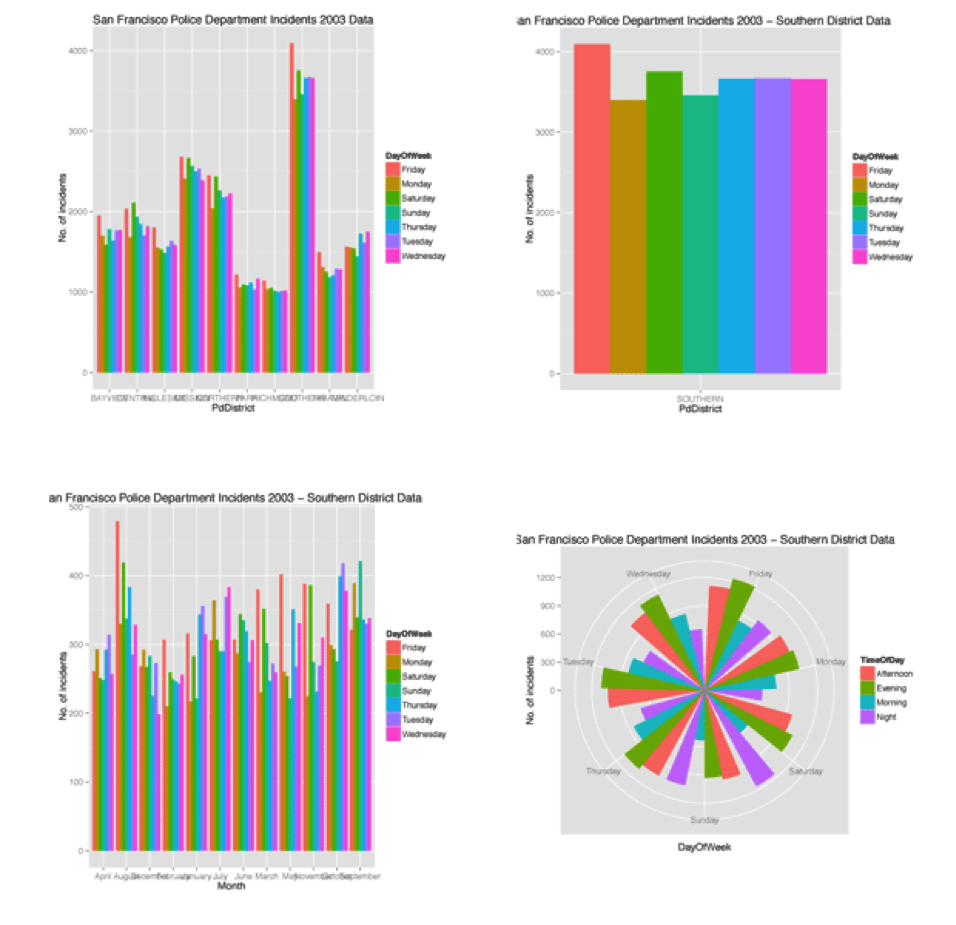 San Francisco Police Department Incidents 2003 Data
4000
3000
2000
1000
0
No. of incidents
PdDistrict
DayOfWeek
Friday
Monday
Saturday
Sunday
Thursday
Tuesday
Wednesday
an Francisco Police Department Incidents 2003 – Southern District Data
4000
3000
2000
1000
0
No. of incidents
SOUTHERN
PdDistrict
DayOfWeek
Friday
Monday
Saturday
Sunday
Thursday
Tuesday
Wednesday
an Francisco Police Department Incidents 2003 – Southern District Data
500
400
300
200
100
0
No. of incidents
April August December February January July June March May November October September
Month
DayOfWeek
Friday
Monday
Saturday
Sunday
Thursday
Tuesday
Wednesday
San Francisco Police Department Incidents 2003 – Southern District Data
1200
900
600
300
0
No. of incidents
Wednesday
Friday
Tuesday
Monday
Thursday
Saturday
Sunday
DayOfWeek
TimeOfDay
Afternoon
Evening
Morning
Night